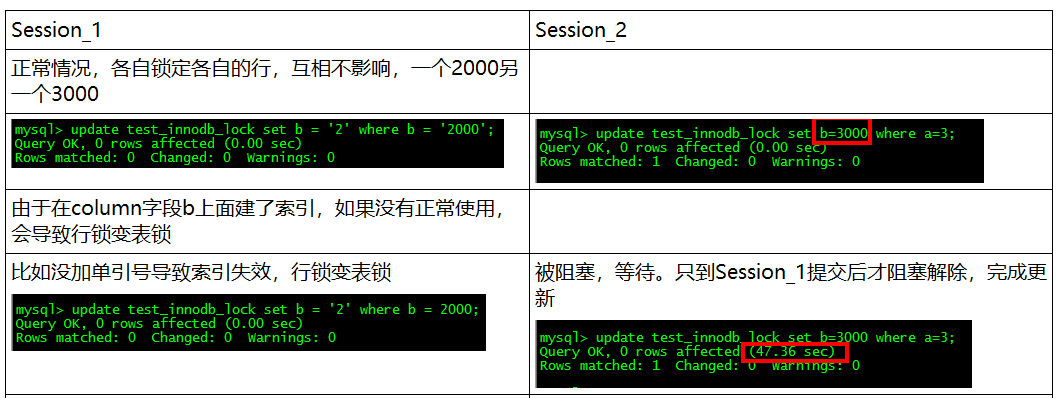 Session_1
Session_2
正常情况，各自锁定各自的行，互相不影响，一个2000另
一个3000
mysql> update test_innodb_lock set b = '2' where b = '2000';
Query OK, 0 rows affected (0.00 sec)
Rows matched: 0  Changed: 0  Warnings: 0
mysql> update test_innodb_lock set b=3000 where a=3;
Query OK, 0 rows affected (0.00 sec)
Rows matched: 1  Changed: 0  Warnings: 0
由于在column字段b上面建了索引，如果没有正常使用，
会导致行锁变表锁
比如没加单引号导致索引失效，行锁变表锁
mysql> update test_innodb_lock set b = '2' where b = 2000;
Query OK, 0 rows affected (0.00 sec)
Rows matched: 0  Changed: 0  Warnings: 0
被阻塞，等待。只到Session_1提交后才阻塞解除，完成更
新
mysql> update test_innodb_lock set b=3000 where a=3;
Query OK, 0 rows affected (47.36 sec)
Rows matched: 1  Changed: 0  Warnings: 0